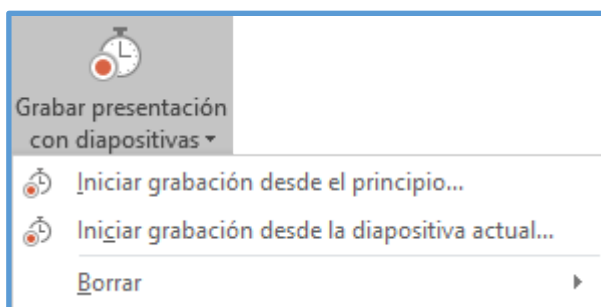 Grabar presentación
con diapositivas
Iniciar grabación desde el principio...
Iniciar grabación desde la diapositiva actual...
Borrar